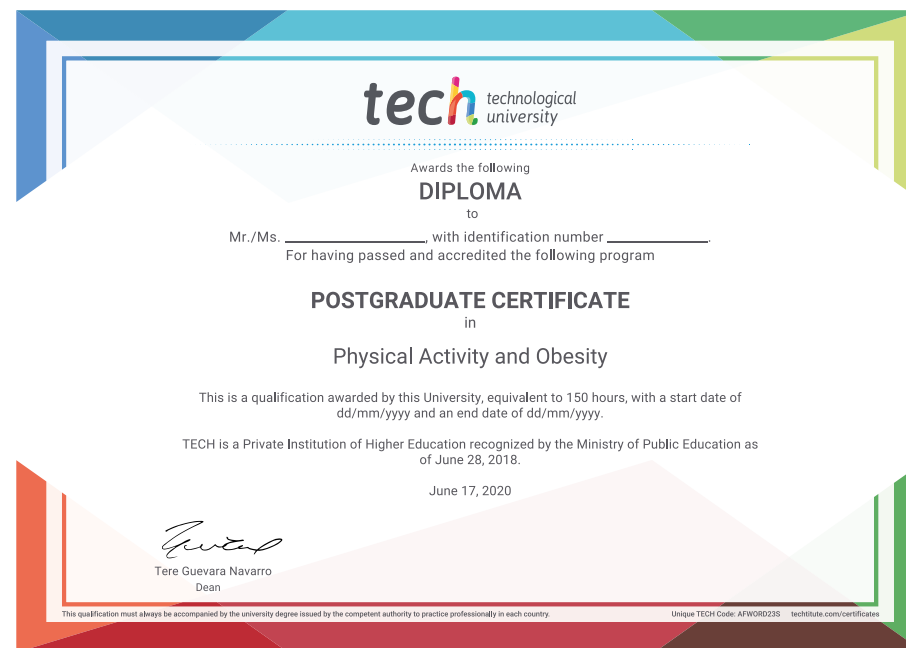 tech technological
university
Awards the following
DIPLOMA
to
Mr./Ms. ____________________, with identification number ______________.
For having passed and accredited the following program
POSTGRADUATE CERTIFICATE
in
Physical Activity and Obesity
This is a qualification awarded by this University, equivalent to 150 hours, with a start date of
dd/mm/yyyy and an end date of dd/mm/yyyy.
TECH is a Private Institution of Higher Education recognized by the Ministry of Public Education as
of June 28, 2018.
June 17, 2020
Tere Guevara Navarro
Dean
This qualification must always be accompanied by the university degree issued by the competent authority to practice professionally in each country. Unique TECH Code: AFWORD23S techtitute.com/certificates